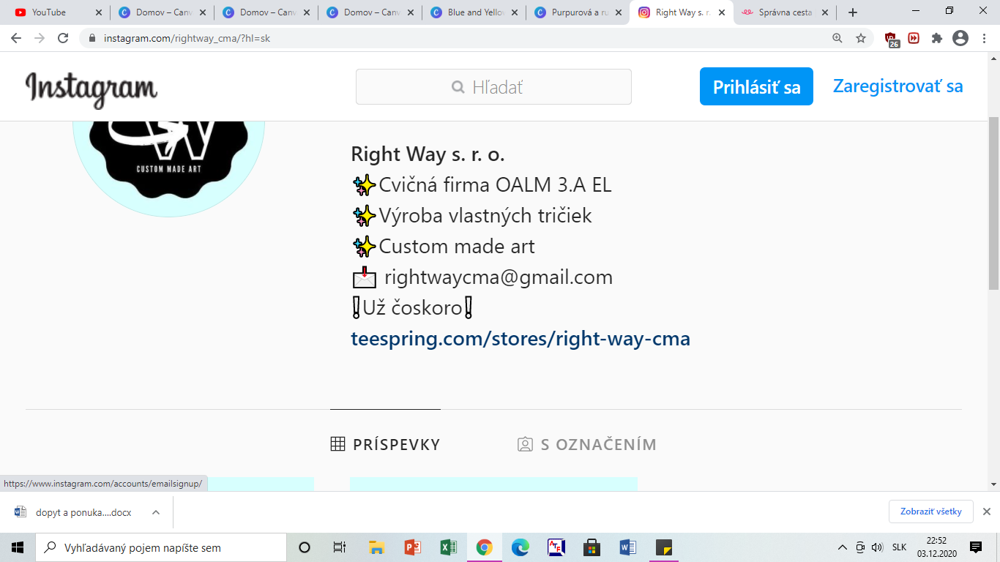 YouTube
Domov – Canv
Domov – Canv
Domov – Canv
Blue and Yellov
Purpurová a ru
Right Way s. r.
Správna cesta
instagram.com/rightway_cma/?hl=sk
26
Instagram
Hľadať
Prihlásiť sa
Zaregistrovať sa
CUSTOM MADE ART
Right Way s. r. o.
✨Cvičná firma OALM 3.A EL
✨Výroba vlastných tričiek
✨Custom made art
📩 rightwaycma@gmail.com
❕Už čoskoro❕
teespring.com/stores/right-way-cma
PRÍSPEVKY
S OZNAČENÍM
https://www.instagram.com/accounts/emailsignup/
dopyt a ponuka....docx
Zobraziť všetky
Vyhľadávaný pojem napíšte sem
SLK
22:52
03.12.2020